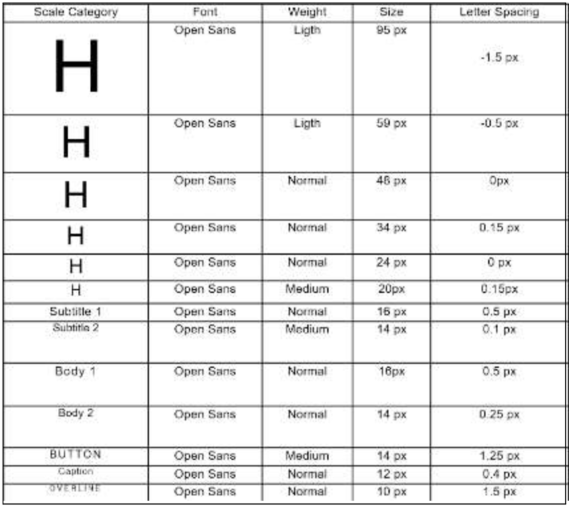 Scale Category Font Weight Size Letter Spacing
H Open Sans Ligth 95 px -1.5 px
H Open Sans Ligth 59 px -0.5 px
H Open Sans Normal 48 px 0px
H Open Sans Normal 34 px 0.15 px
H Open Sans Normal 24 px 0 px
H Open Sans Medium 20px 0.15px
Subtitle 1 Open Sans Normal 16 px 0.5 px
Subtitle 2 Open Sans Medium 14 px 0.1 px
Body 1 Open Sans Normal 16px 0.5 px
Body 2 Open Sans Normal 14 px 0.25 px
BUTTON Open Sans Medium 14 px 1.25 px
Caption Open Sans Normal 12 px 0.4 px
OVERLINE Open Sans Normal 10 px 1.5 px